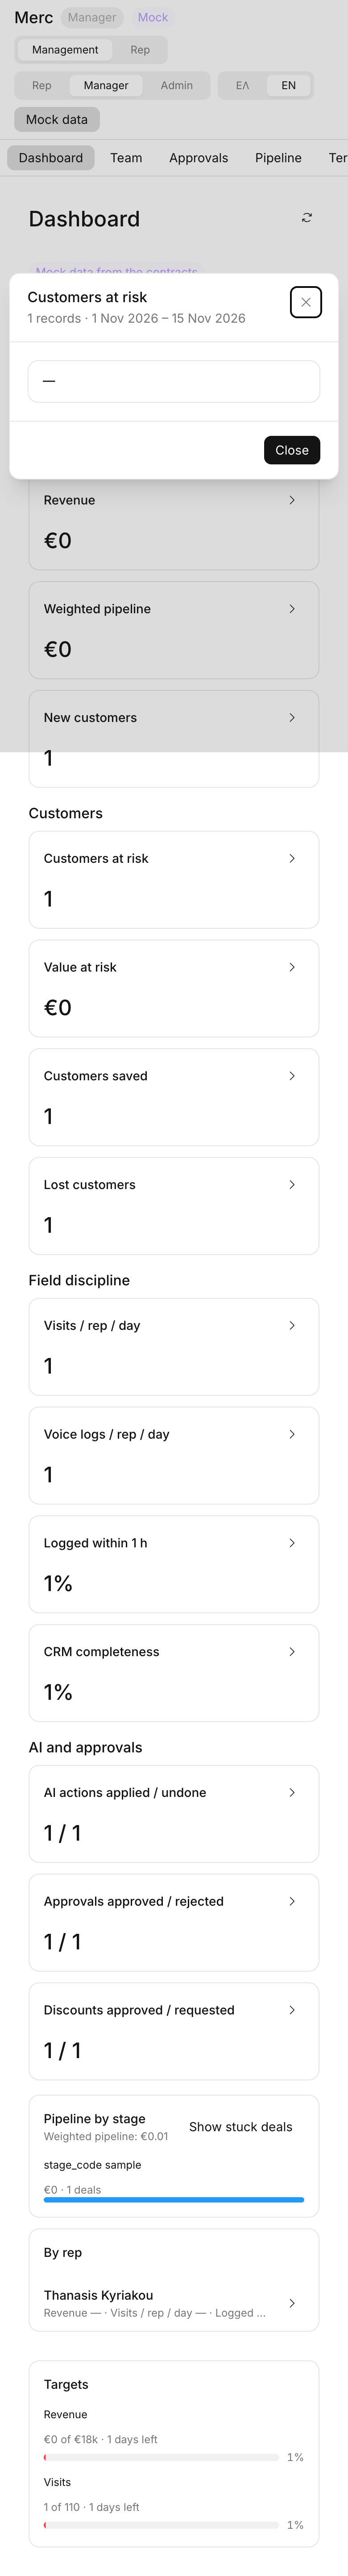 Merc Manager Mock
Management Rep
Rep Manager Admin ΕΛ EN
Mock data
Dashboard Team Approvals Pipeline Ter
Dashboard
Mock data from the contracts
Customers at risk
1 records · 1 Nov 2026 – 15 Nov 2026
—
Close
Revenue
€0
Weighted pipeline
€0
New customers
1
Customers
Customers at risk
1
Value at risk
€0
Customers saved
1
Lost customers
1
Field discipline
Visits / rep / day
1
Voice logs / rep / day
1
Logged within 1 h
1%
CRM completeness
1%
AI and approvals
AI actions applied / undone
1 / 1
Approvals approved / rejected
1 / 1
Discounts approved / requested
1 / 1
Pipeline by stage
Weighted pipeline: €0.01
Show stuck deals
stage_code sample
€0 · 1 deals
By rep
Thanasis Kyriakou
Revenue — · Visits / rep / day — · Logged ...
Targets
Revenue
€0 of €18k · 1 days left
1%
Visits
1 of 110 · 1 days left
1%